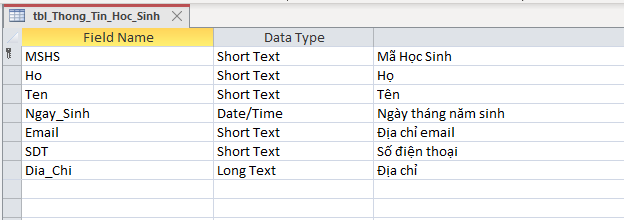 tbl_Thong_Tin_Hoc_Sinh
Field Name Data Type
MSHS Short Text Mã Học Sinh
Ho Short Text Họ
Ten Short Text Tên
Ngay_Sinh Date/Time Ngày tháng năm sinh
Email Short Text Địa chỉ email
SDT Short Text Số điện thoại
Dia_Chi Long Text Địa chỉ